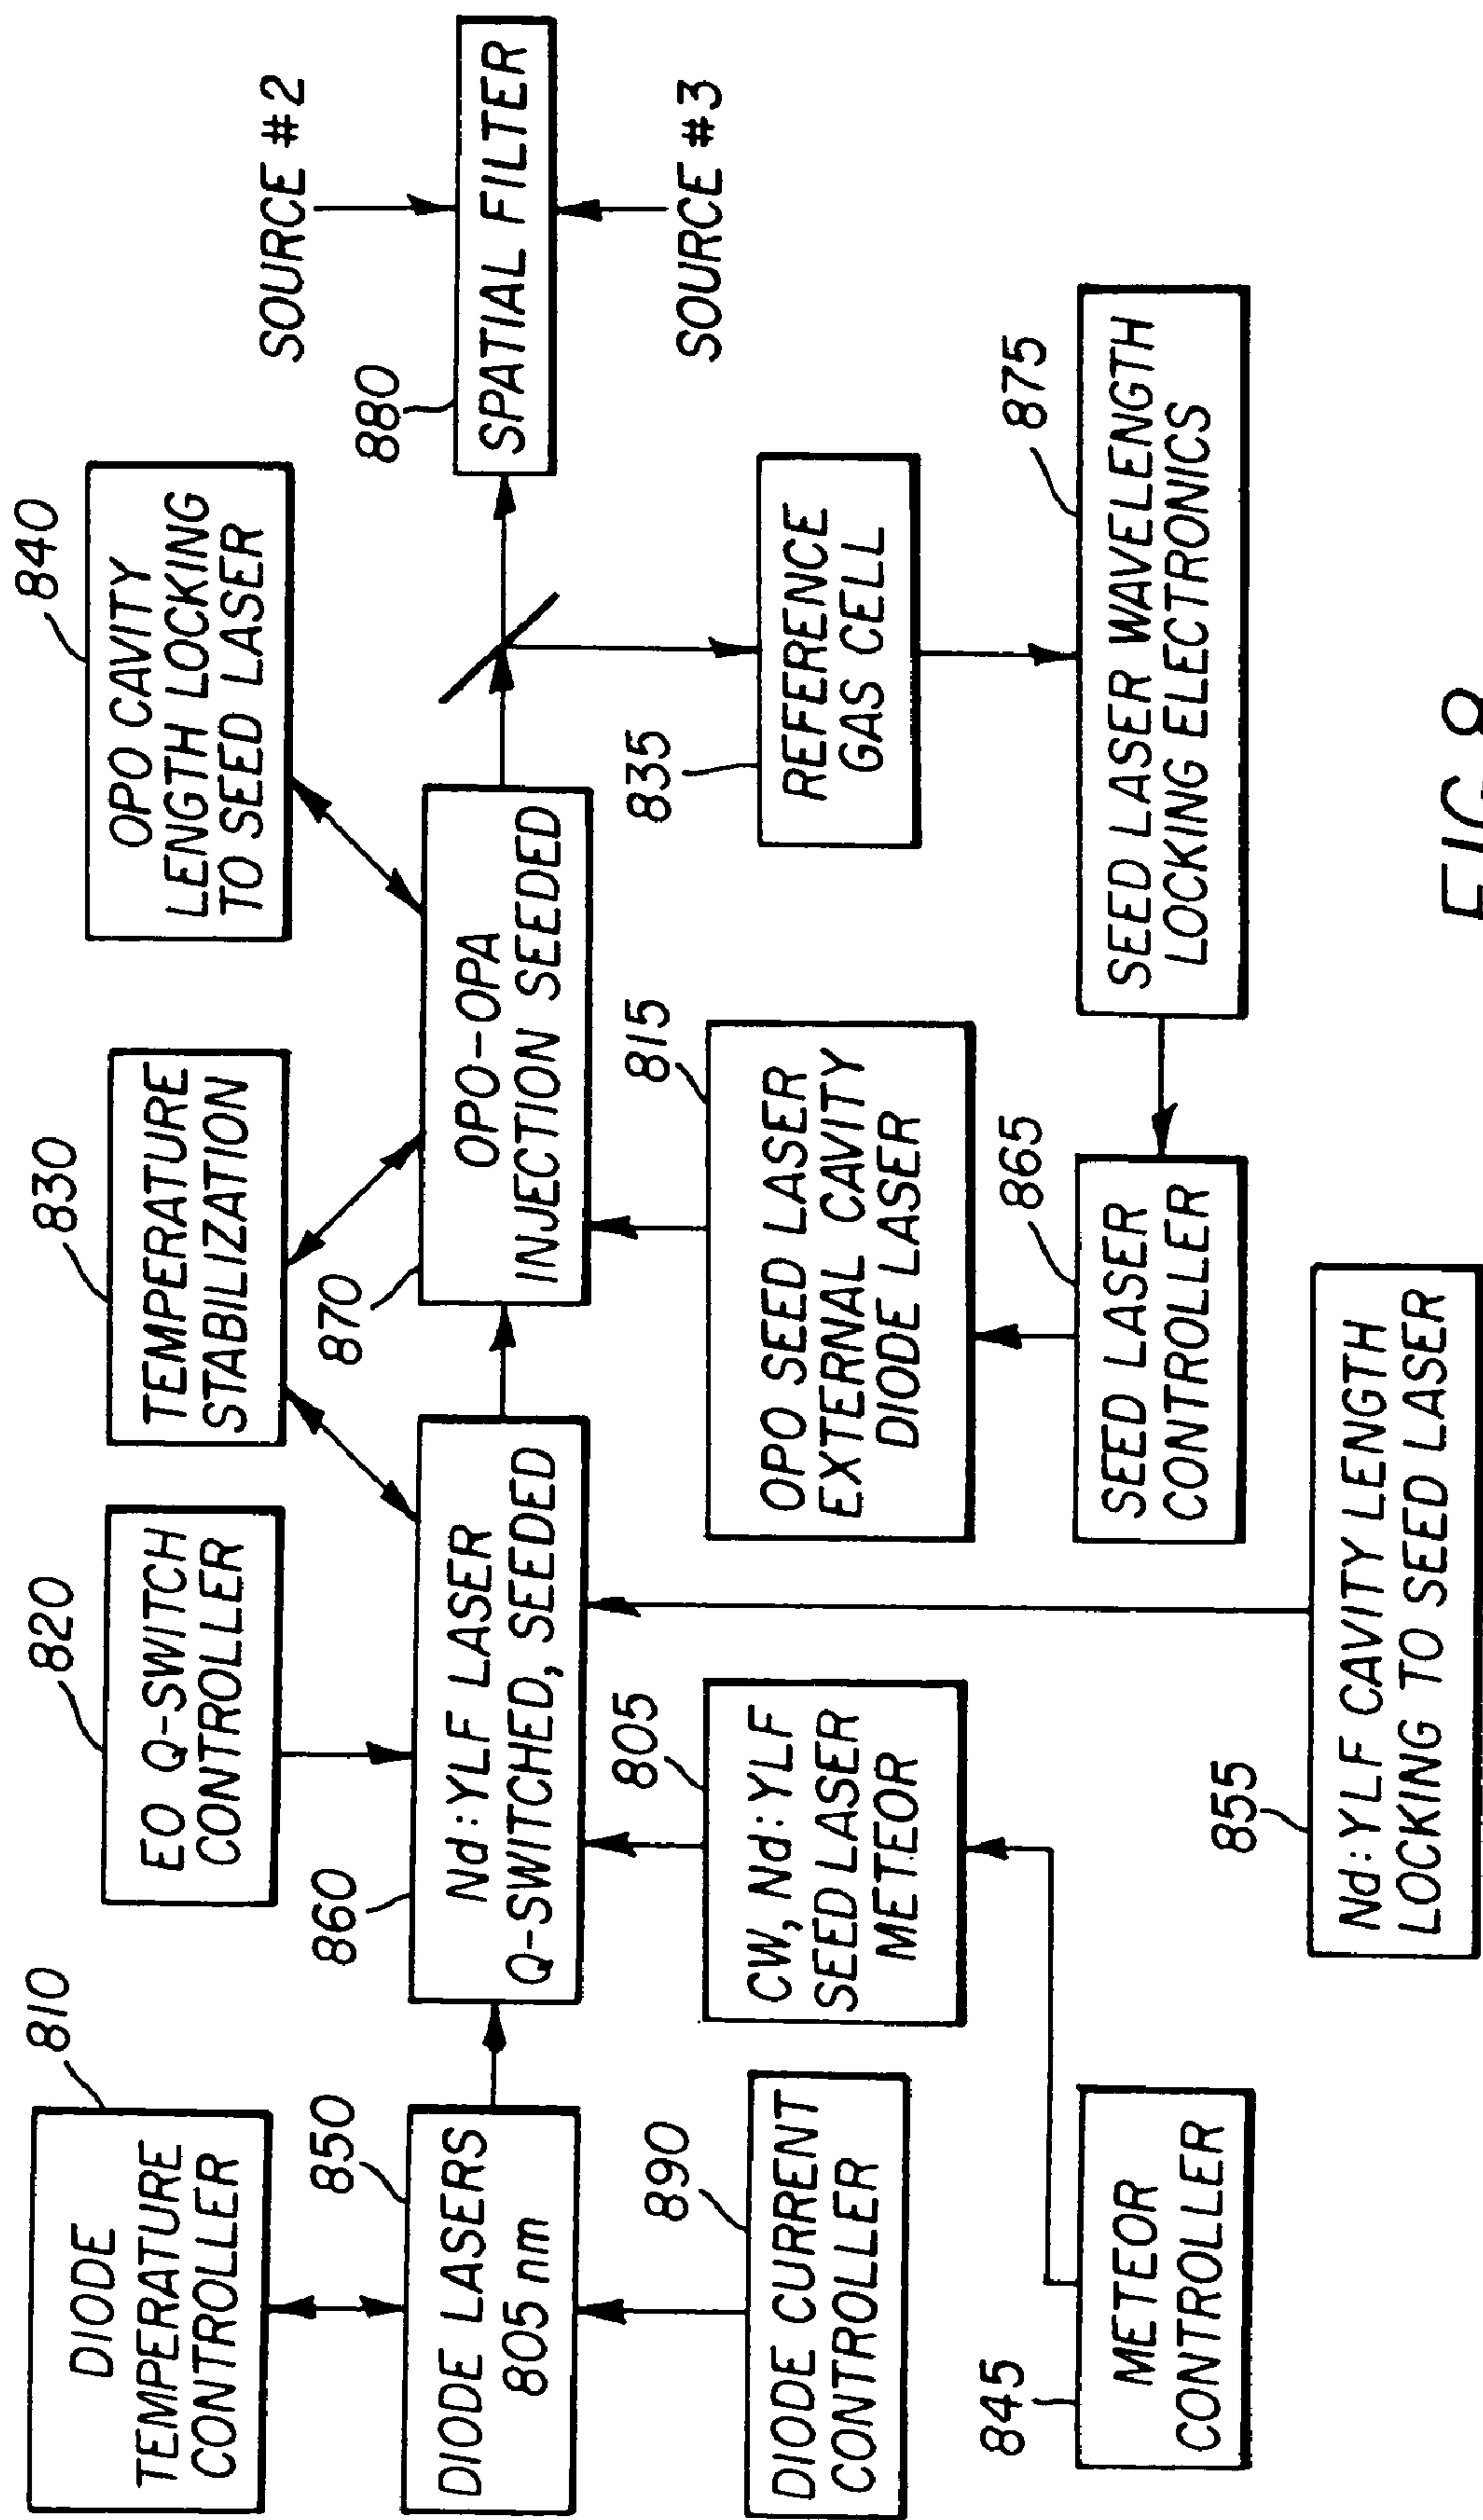 810
DIODE
TEMPERATURE
CONTROLLER
820
EO Q-SWITCH
CONTROLLER
830
TEMPERATURE
STABILIZATION
840
OPO CAVITY
LENGTH LOCKING
TO SEED LASER
850
DIODE LASERS
805 nm
860
Nd:YLF LASER
Q-SWITCHED, SEEDED
870
OPO-OPA
INJECTION SEEDED
880
SPATIAL FILTER
SOURCE #2
SOURCE #3
890
DIODE CURRENT
CONTROLLER
805
CW, Nd:YLF
SEED LASER
METEOR
815
OPO SEED LASER
EXTERNAL CAVITY
DIODE LASER
835
REFERENCE
GAS CELL
845
METEOR
CONTROLLER
855
Nd:YLF CAVITY LENGTH
LOCKING TO SEED LASER
865
SEED LASER
CONTROLLER
875
SEED LASER WAVELENGTH
LOCKING ELECTRONICS
FIG. 8